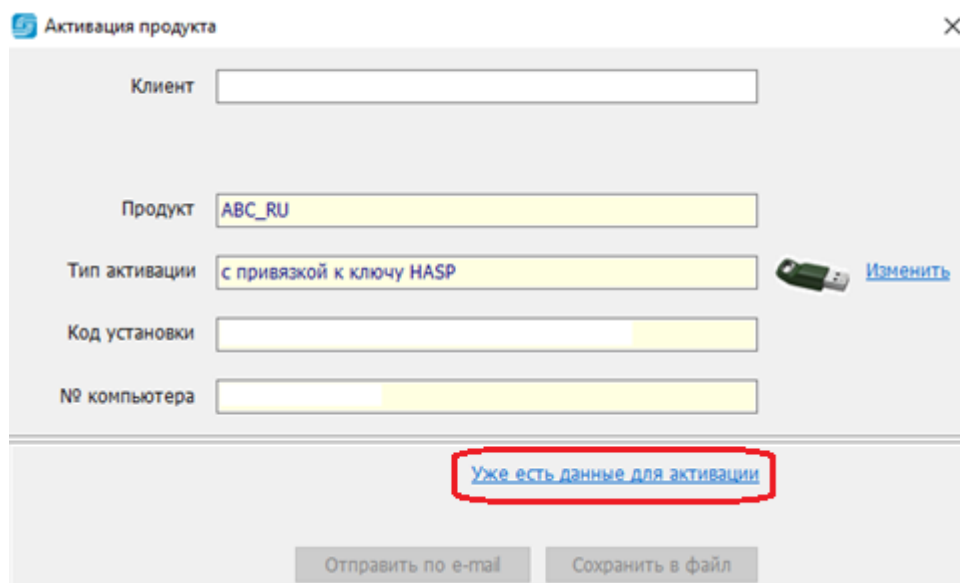 Активация продукта
Клиент
Продукт ABC_RU
Тип активации с привязкой к ключу HASP Изменить
Код установки
№ компьютера
Уже есть данные для активации
Отправить по e-mail Сохранить в файл